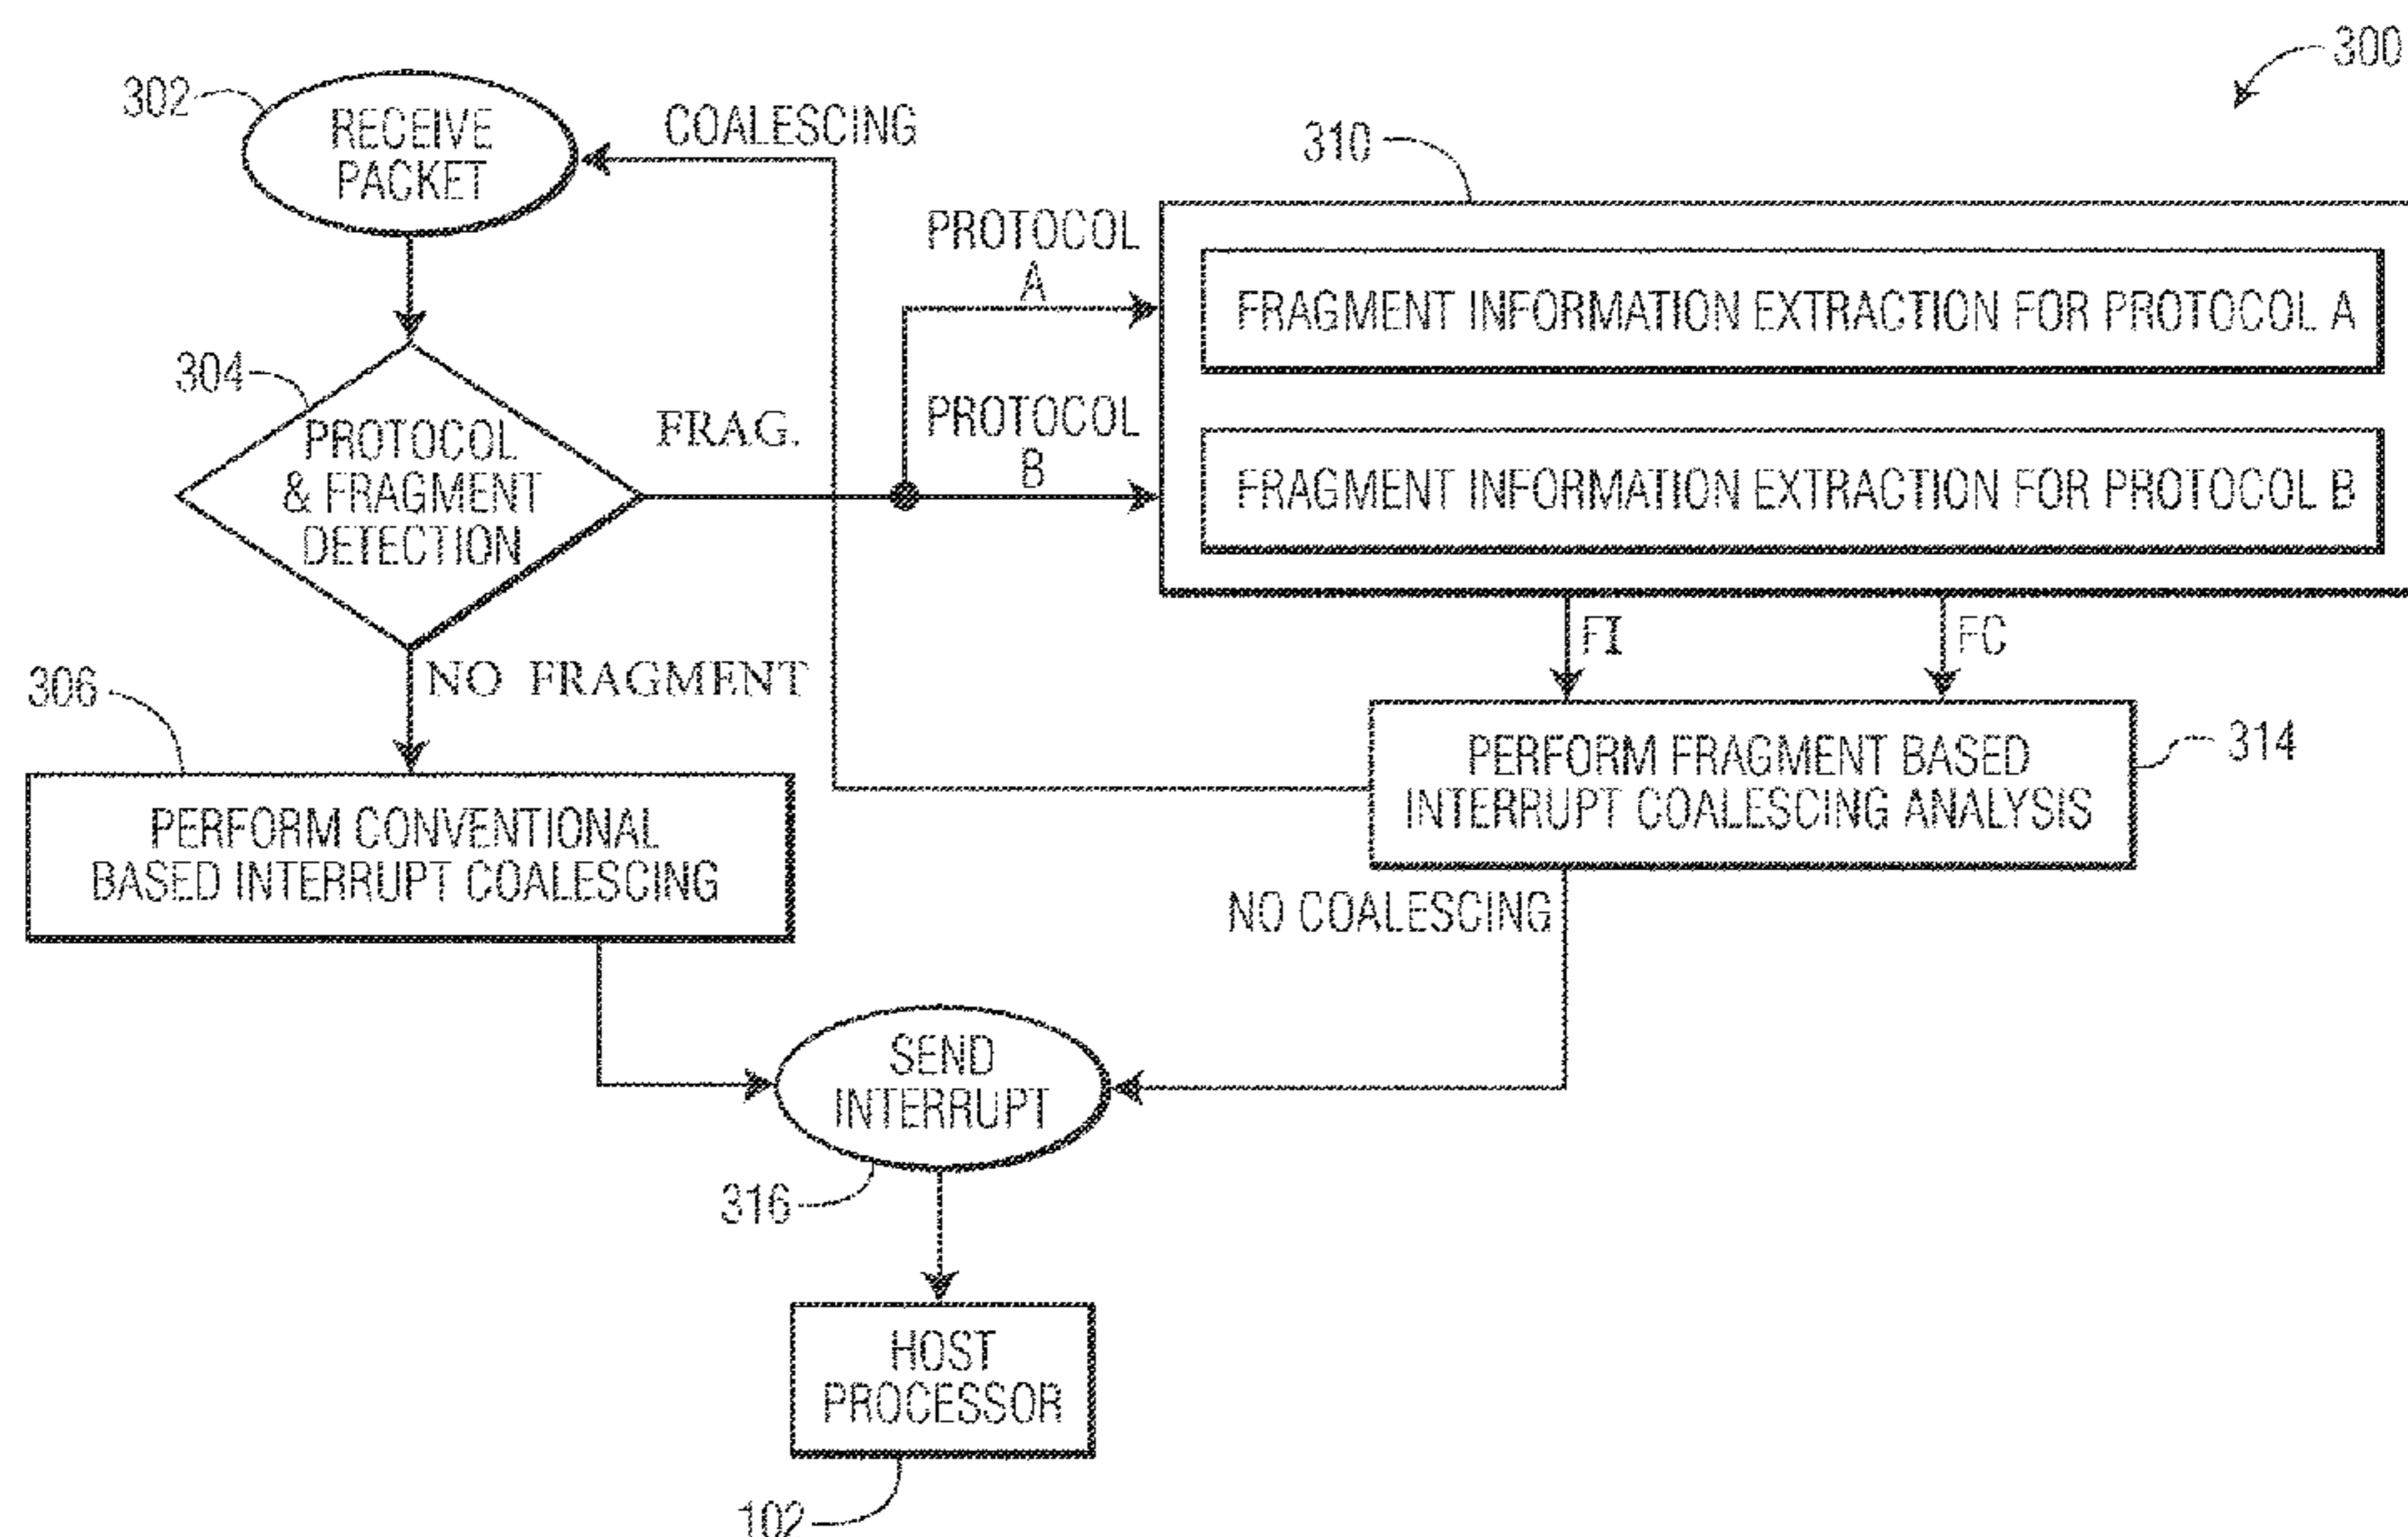 300
302
RECEIVE
PACKET
COALESCING
310
PROTOCOL
A
FRAGMENT INFORMATION EXTRACTION FOR PROTOCOL A
304
PROTOCOL
& FRAGMENT
DETECTION
FRAG.
PROTOCOL
B
FRAGMENT INFORMATION EXTRACTION FOR PROTOCOL B
FI
FC
NO FRAGMENT
306
PERFORM CONVENTIONAL
BASED INTERRUPT COALESCING
PERFORM FRAGMENT BASED
INTERRUPT COALESCING ANALYSIS
314
NO COALESCING
SEND
INTERRUPT
316
HOST
PROCESSOR
102